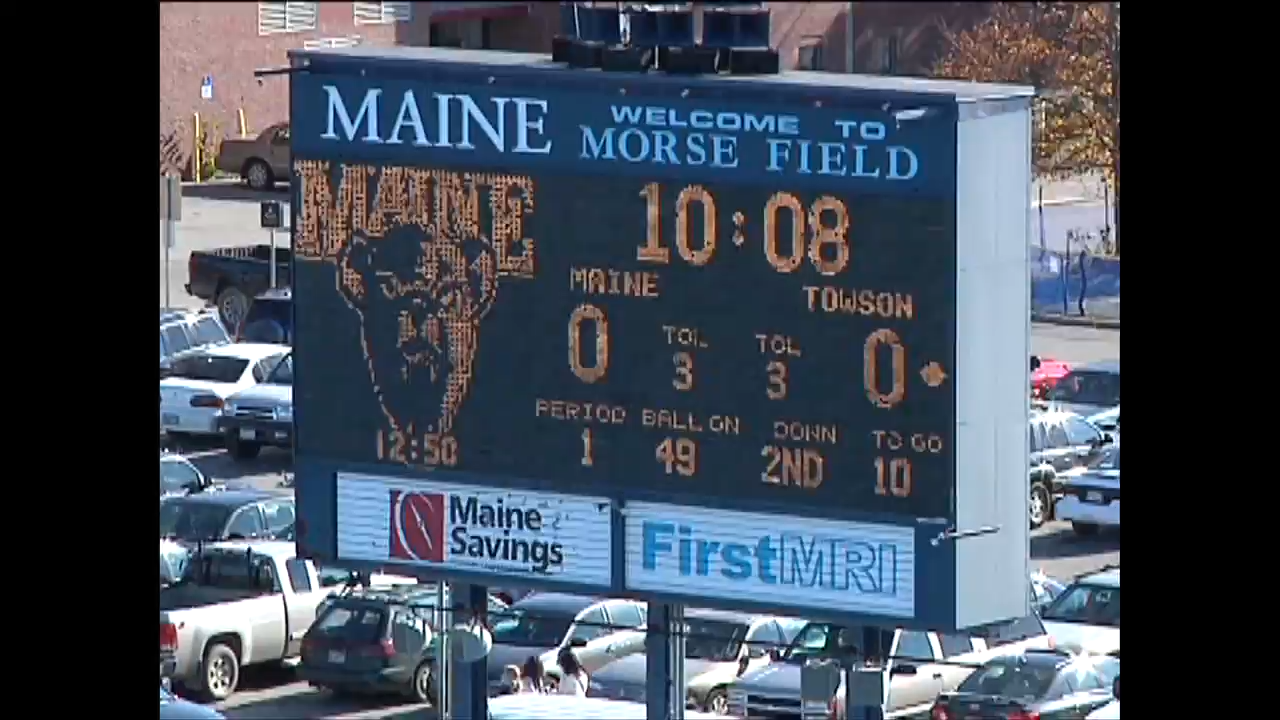 MAINE
WELCOME TO
MORSE FIELD
MAINE
10:08
MAINE TOWSON
0 TOL TOL 0
3 3
PERIOD BALL ON DOWN TO GO
1 49 2ND 10
12:50
Maine
Savings
FirstMRI